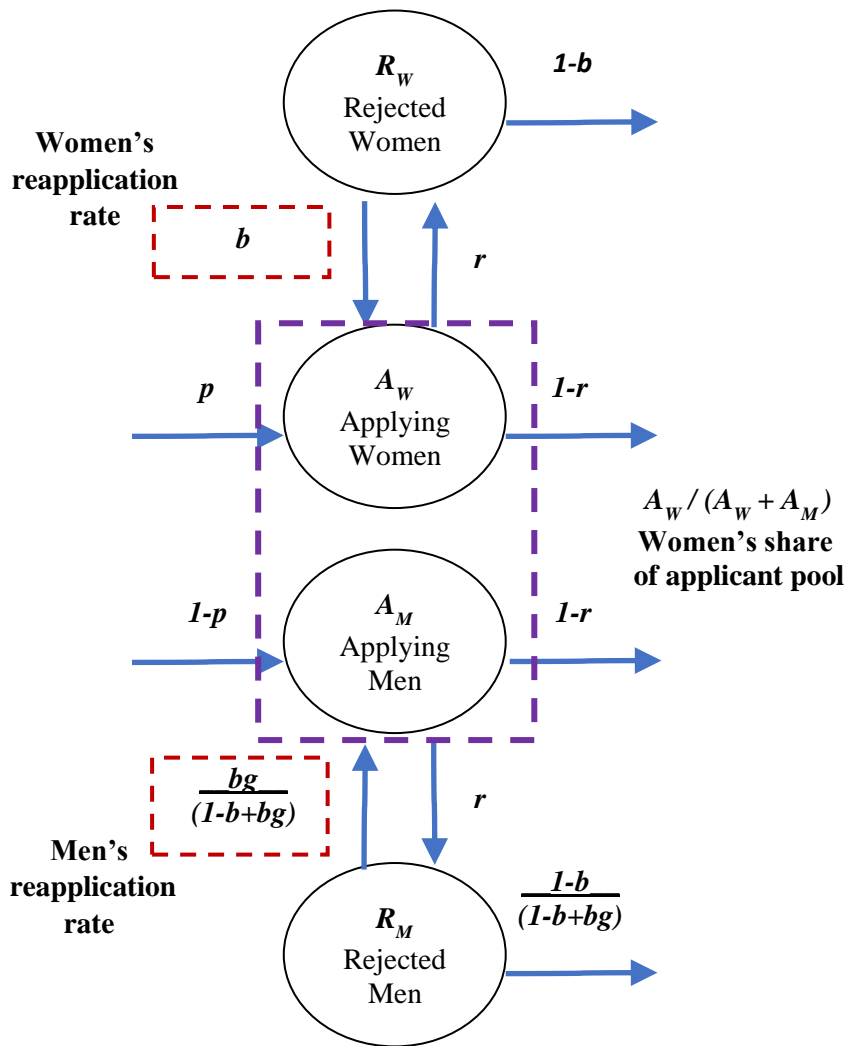 R_W
Rejected
Women
1-b
Women's
reapplication
rate
b
r
A_W
Applying
Women
p
1-r
A_W / (A_W + A_M)
Women's share
of applicant pool
A_M
Applying
Men
1-p
1-r
bg
(1-b+bg)
r
Men's
reapplication
rate
R_M
Rejected
Men
1-b
(1-b+bg)